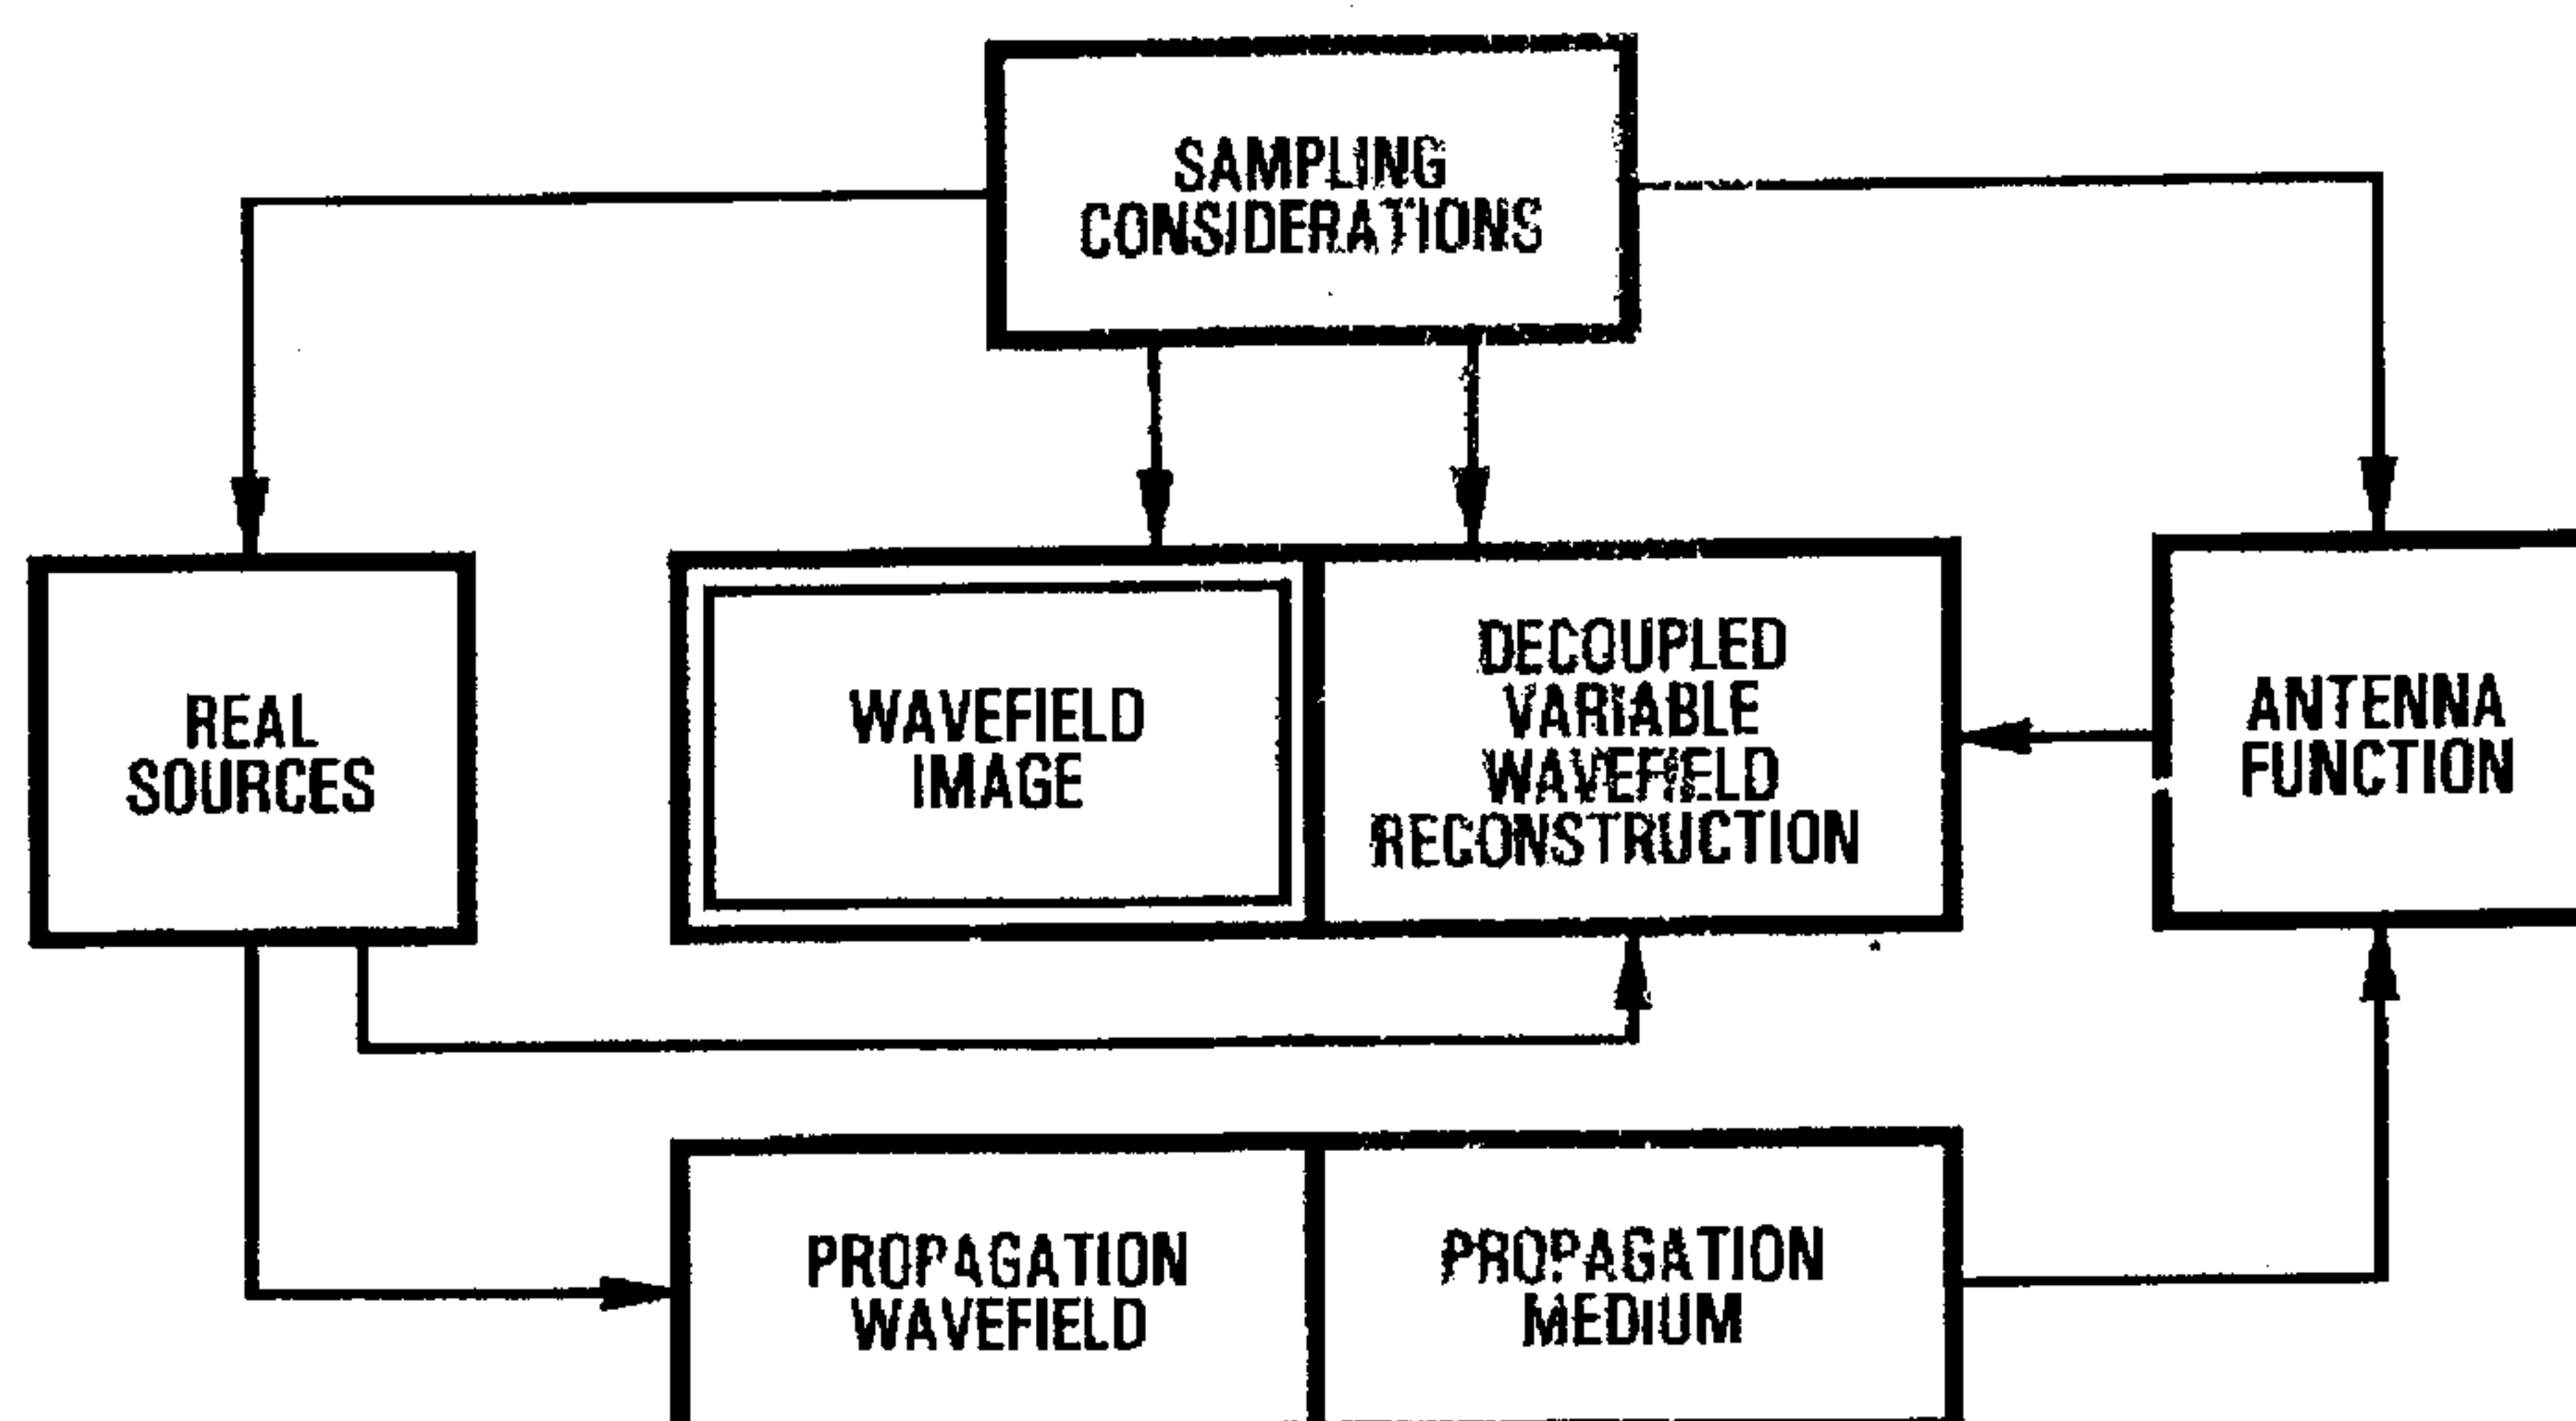 SAMPLING
CONSIDERATIONS
REAL
SOURCES
WAVEFIELD
IMAGE
DECOUPLED
VARIABLE
WAVEFIELD
RECONSTRUCTION
ANTENNA
FUNCTION
PROPAGATION
WAVEFIELD
PROPAGATION
MEDIUM